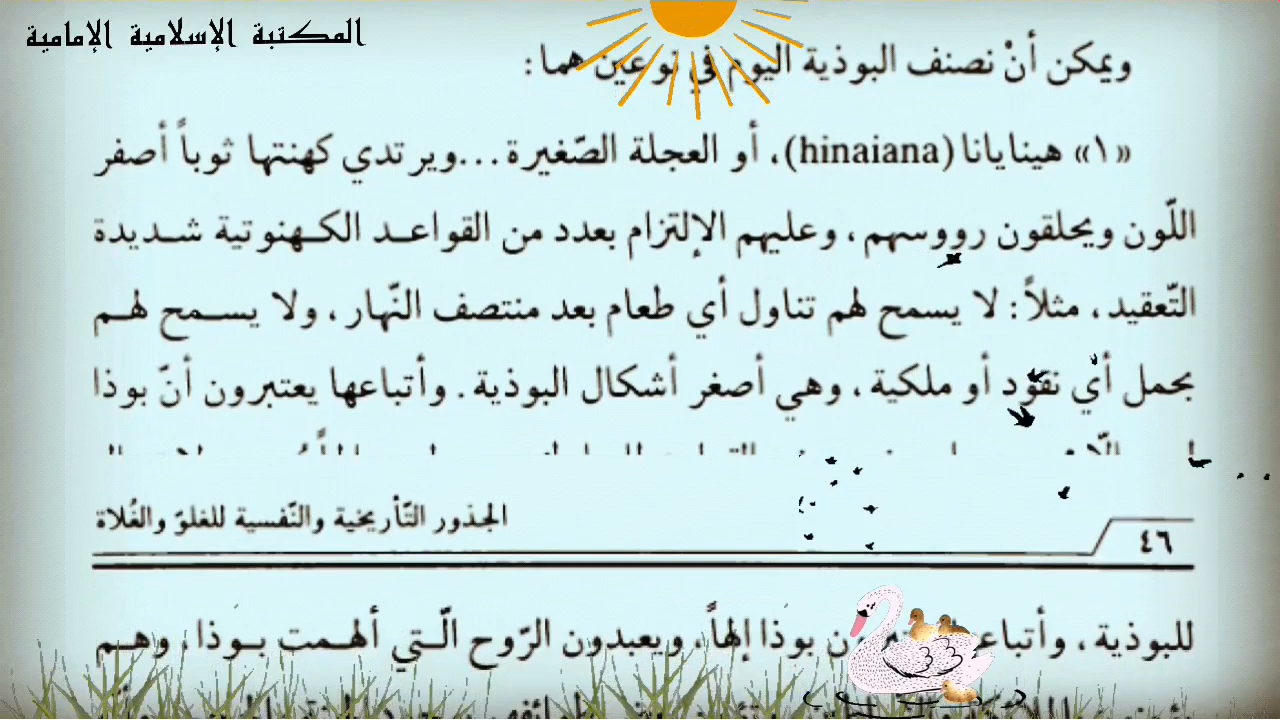 المكتبة الإسلامية الإمامية
ويمكن أنْ نصنف البوذية اليوم في نوعين هما :
«١» هينايانا (hinaiana)، أو العجلة الصّغيرة...ويرتدي كهنتها ثوباً أصفر
اللّون ويحلقون رووسهم ، وعليهم الإلتزام بعدد من القواعد الكهنوتية شديدة
التّعقيد ، مثلاً : لا يسمح لهم تناول أي طعام بعد منتصف النّهار ، ولا يسمح لهم
بحمل أي نقود أو ملكية ، وهي أصغر أشكال البوذية . وأتباعها يعتبرون أنّ بوذا
الجذور التّأريخية والنّفسية للغلوّ والغُلاة
٤٦
للبوذية ، وأتباع بوذا إلهاً ، ويعبدون الرّوح الّتي ألهمت بوذا ، وهم